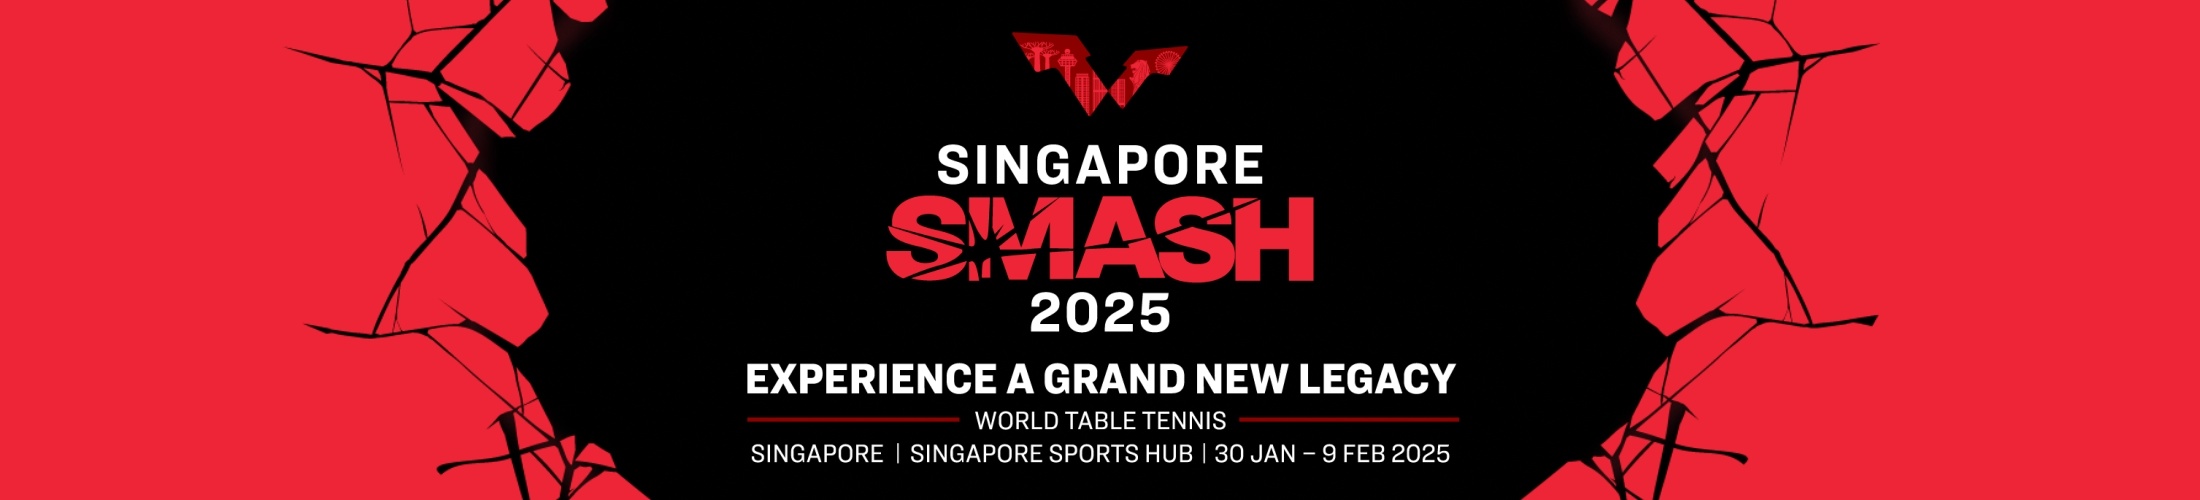 SINGAPORE
SMASH
2025
EXPERIENCE A GRAND NEW LEGACY
WORLD TABLE TENNIS
SINGAPORE | SINGAPORE SPORTS HUB | 30 JAN – 9 FEB 2025